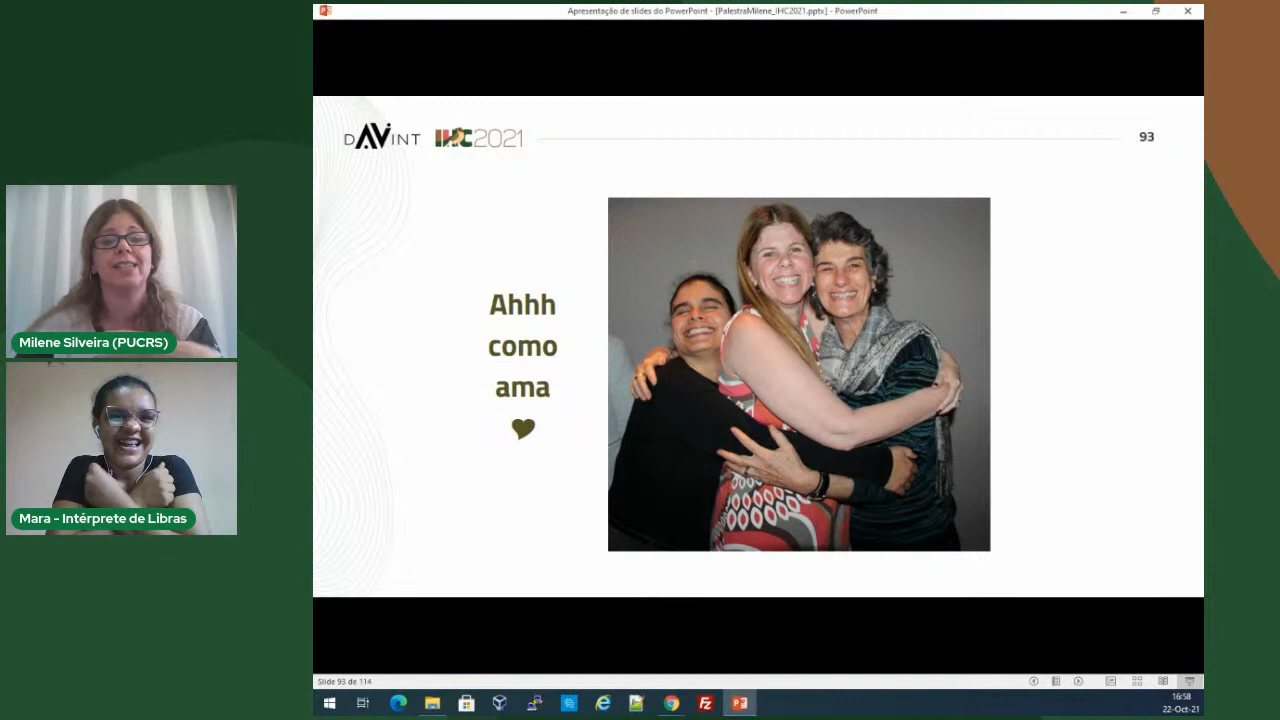 Apresentação de slides do PowerPoint - [PalestraMilene_IHC2021.pptx] - PowerPoint
DAVINT
IHC2021
93
Ahhh
como
ama
Milene Silveira (PUCRS)
Mara - Intérprete de Libras
Slide 93 de 114
16:58
22-Oct-21